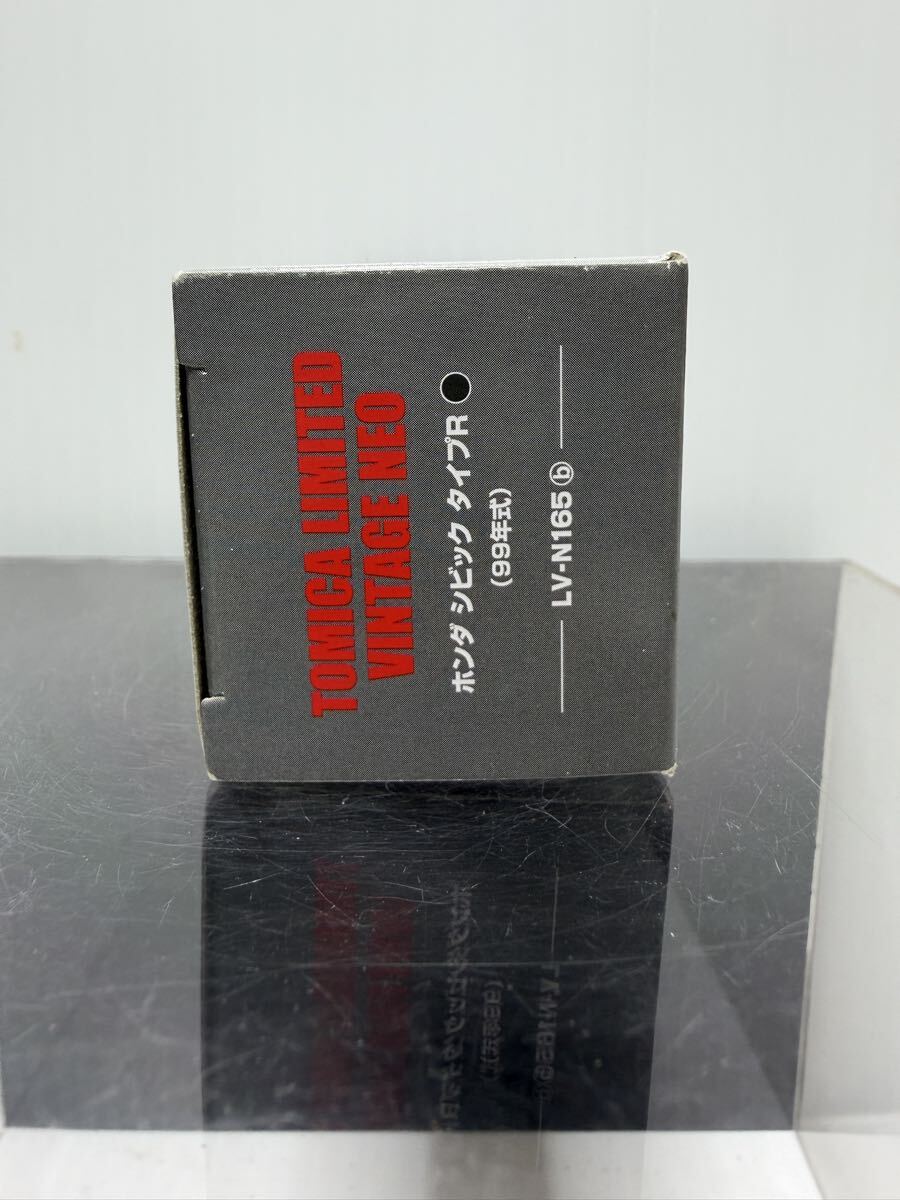 TOMICA LIMITED
VINTAGE NEO
ホンダ シビック タイプR
(99年式)
LV-N165 ⓑ